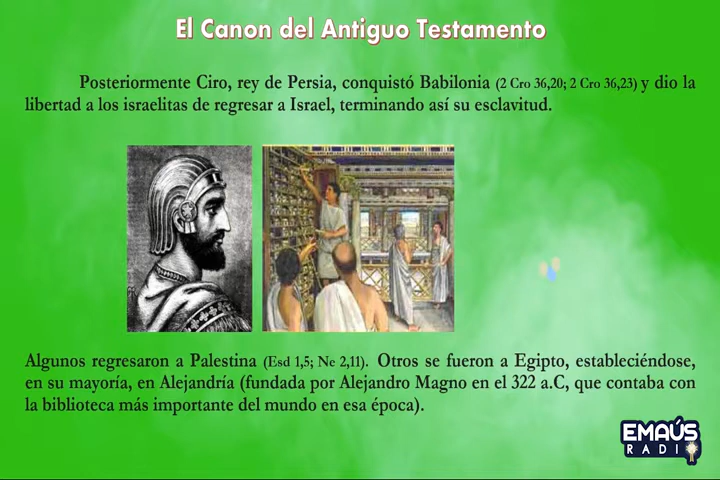 El Canon del Antiguo Testamento
Posteriormente Ciro, rey de Persia, conquistó Babilonia (2 Cro 36,20; 2 Cro 36,23) y dio la
libertad a los israelitas de regresar a Israel, terminando así su esclavitud.
Algunos regresaron a Palestina (Esd 1,5; Ne 2,11). Otros se fueron a Egipto, estableciéndose,
en su mayoría, en Alejandría (fundada por Alejandro Magno en el 322 a.C, que contaba con
la biblioteca más importante del mundo en esa época).
EMAÚS
RADIO